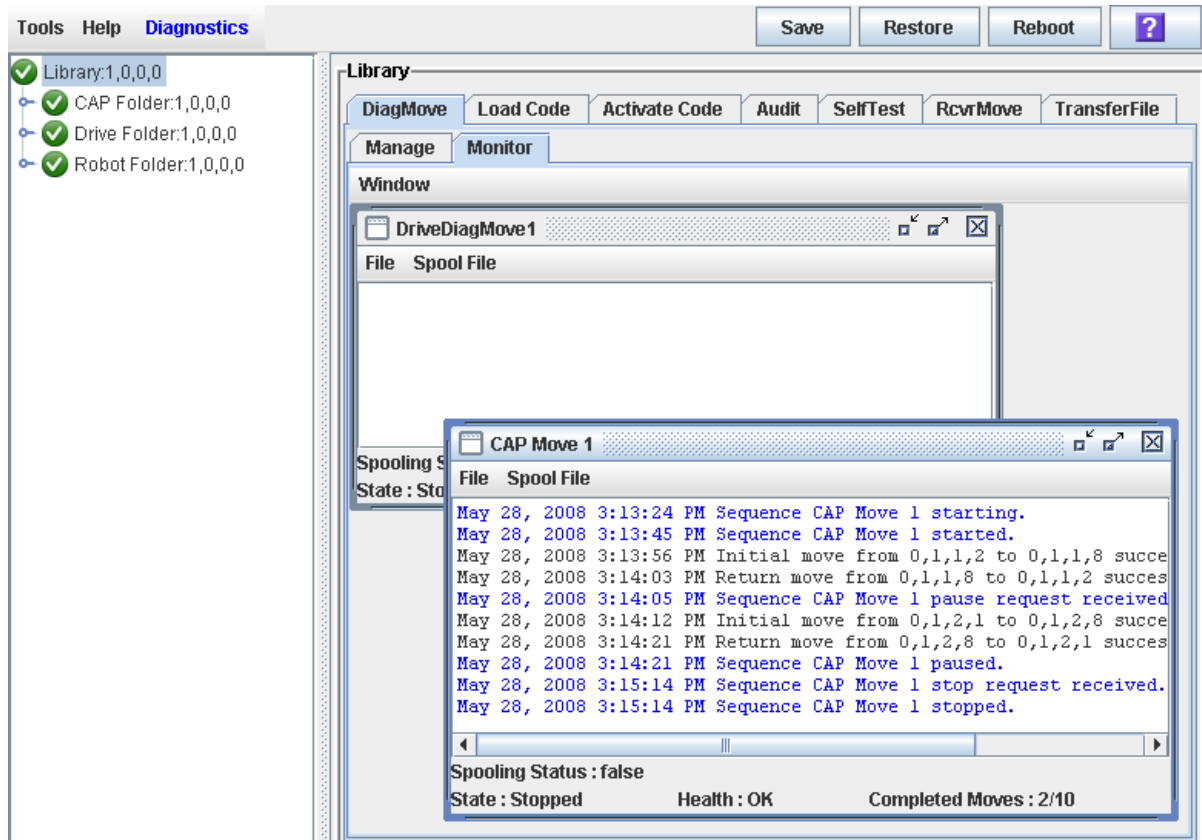 Tools Help Diagnostics Save Restore Reboot ?
Library:1,0,0,0
CAP Folder:1,0,0,0
Drive Folder:1,0,0,0
Robot Folder:1,0,0,0
Library
DiagMove Load Code Activate Code Audit SelfTest RcvrMove TransferFile
Manage Monitor
Window
DriveDiagMove1
File Spool File
Spooling S
State : Sto
CAP Move 1
File Spool File
May 28, 2008 3:13:24 PM Sequence CAP Move 1 starting.
May 28, 2008 3:13:45 PM Sequence CAP Move 1 started.
May 28, 2008 3:13:56 PM Initial move from 0,1,1,2 to 0,1,1,8 succe
May 28, 2008 3:14:03 PM Return move from 0,1,1,8 to 0,1,1,2 succes
May 28, 2008 3:14:05 PM Sequence CAP Move 1 pause request received
May 28, 2008 3:14:12 PM Initial move from 0,1,2,1 to 0,1,2,8 succe
May 28, 2008 3:14:21 PM Return move from 0,1,2,8 to 0,1,2,1 succes
May 28, 2008 3:14:21 PM Sequence CAP Move 1 paused.
May 28, 2008 3:15:14 PM Sequence CAP Move 1 stop request received.
May 28, 2008 3:15:14 PM Sequence CAP Move 1 stopped.
Spooling Status : false
State : Stopped Health : OK Completed Moves : 2/10